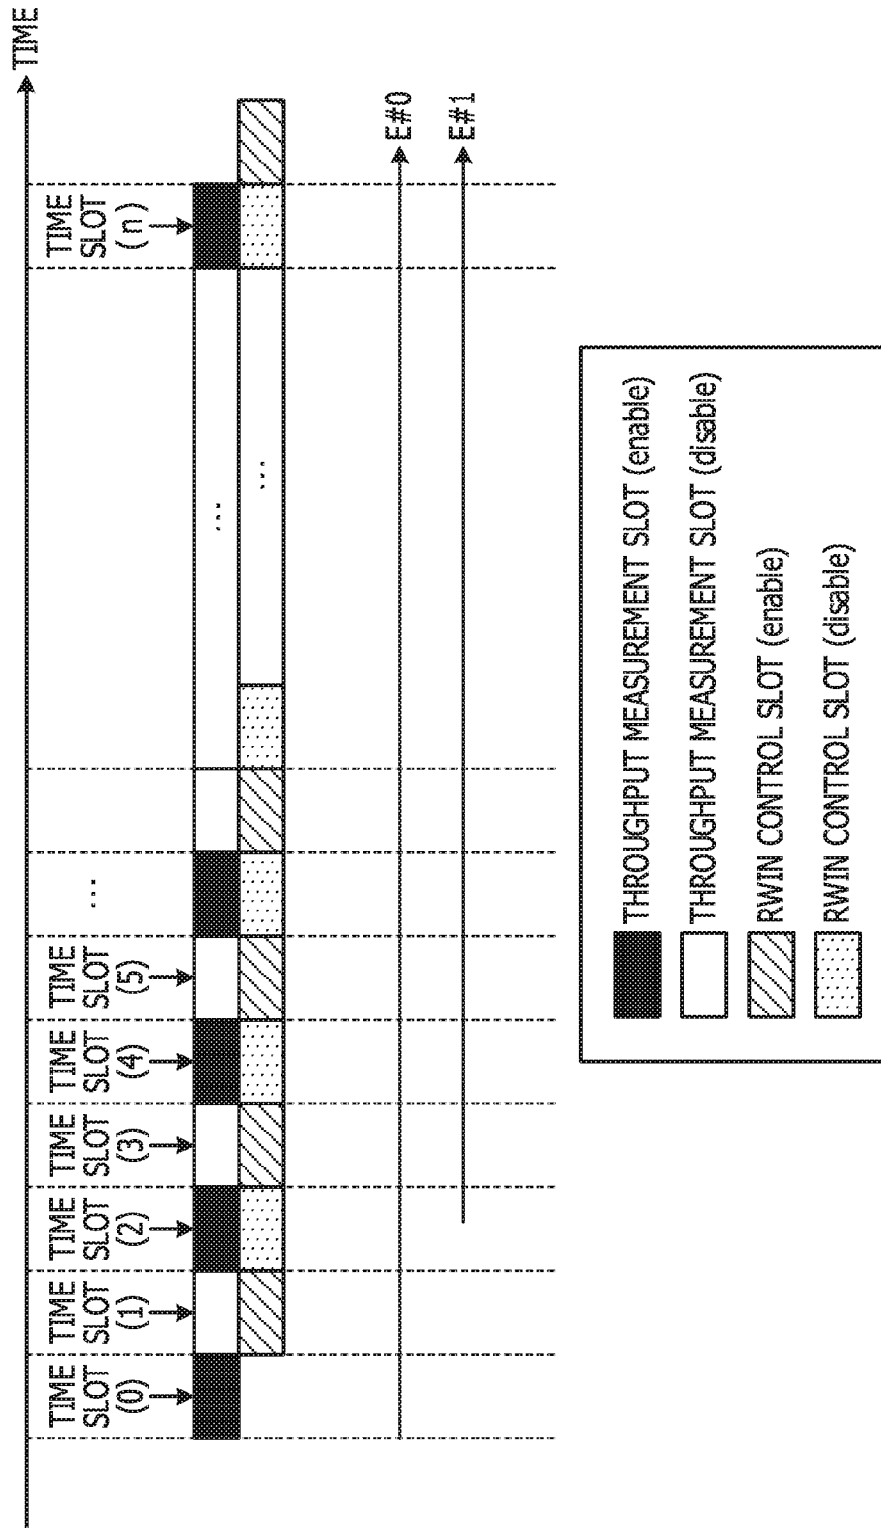 TIME
TIME
SLOT
(0)
TIME
SLOT
(1)
TIME
SLOT
(2)
TIME
SLOT
(3)
TIME
SLOT
(4)
TIME
SLOT
(5)
...
TIME
SLOT
(n)
...
...
E#0
E#1
THROUGHPUT MEASUREMENT SLOT (enable)
THROUGHPUT MEASUREMENT SLOT (disable)
RWIN CONTROL SLOT (enable)
RWIN CONTROL SLOT (disable)